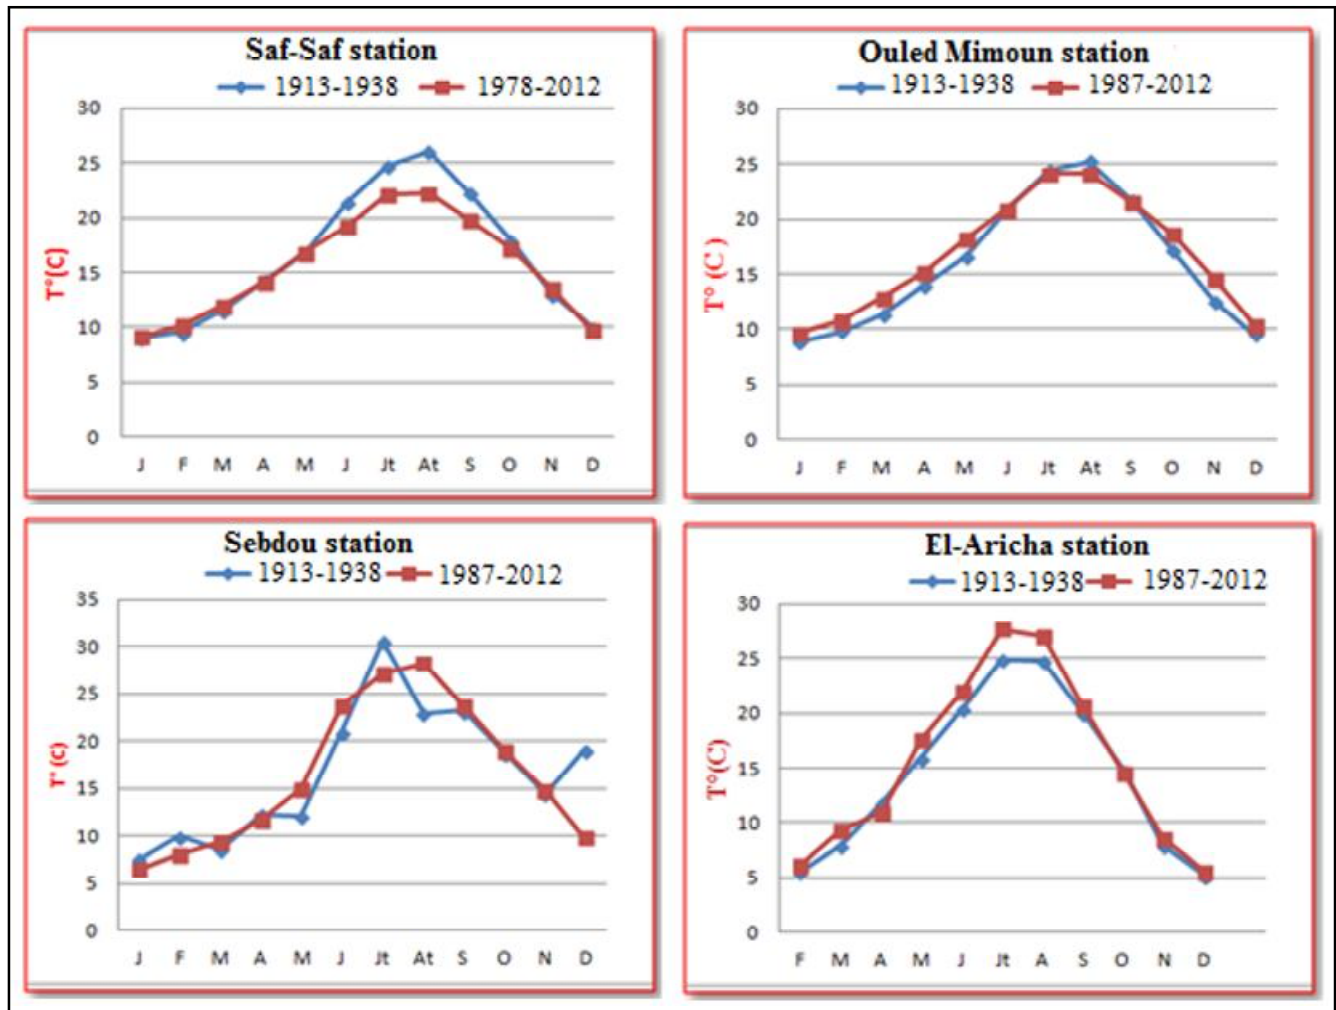 Saf-Saf station
1913-1938 1978-2012
30
25
20
15
10
5
0
T°(C)
J F M A M J Jt At S O N D
Ouled Mimoun station
1913-1938 1987-2012
30
25
20
15
10
5
0
T° (C )
J F M A M J Jt At S O N D
Sebdou station
1913-1938 1987-2012
35
30
25
20
15
10
5
0
T° (C)
J F M A M J Jt At S O N D
El-Aricha station
1913-1938 1987-2012
30
25
20
15
10
5
0
T°(C)
F M A M J Jt A S O N D